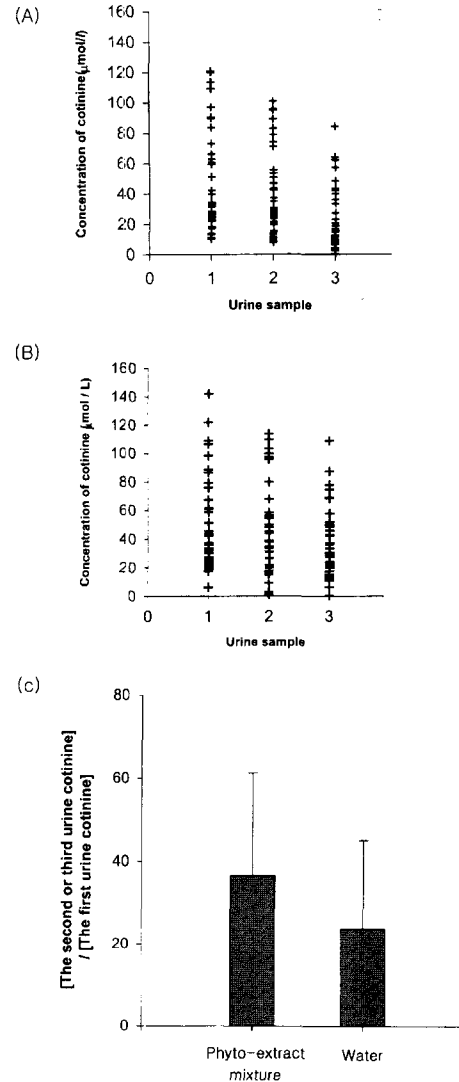 (A)
Concentration of cotinine(μmol/l)
160
140
120
100
80
60
40
20
0
0 1 2 3
Urine sample
(B)
Concentration of cotinine (μmol / L)
160
140
120
100
80
60
40
20
0
0 1 2 3
Urine sample
(c)
[The second or third urine cotinine]
/ [The first urine cotinine]
80
60
40
20
0
Phyto-extract
mixture
Water